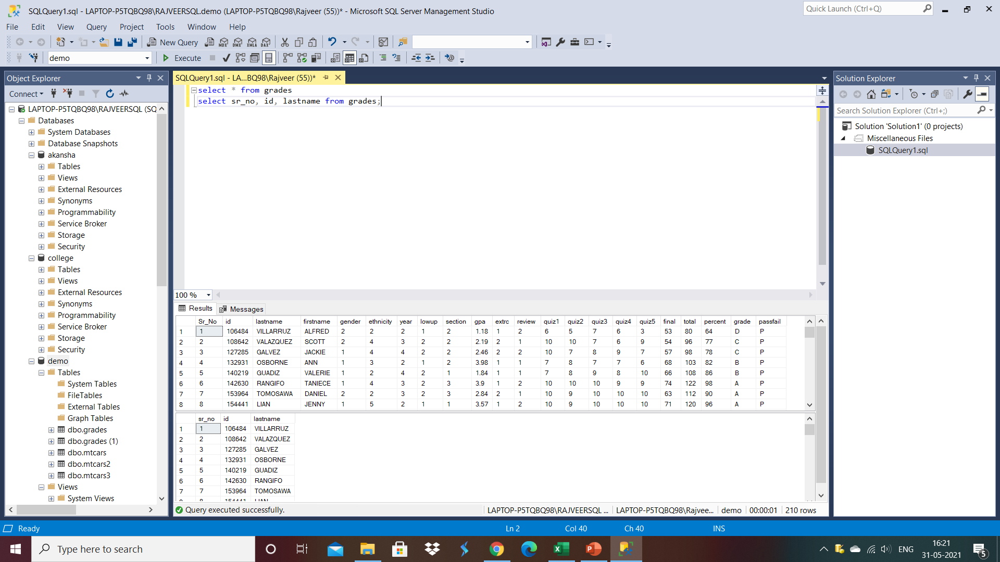 SQLQuery1.sql - LAPTOP-P5TQBQ98\RAJVEERSQL.demo (LAPTOP-P5TQBQ98\Rajveer (55))* - Microsoft SQL Server Management Studio
Quick Launch (Ctrl+Q)
File Edit View Query Project Tools Window Help
New Query MDX DMX XMLA DAX
demo Execute
Object Explorer
Connect
LAPTOP-P5TQBQ98\RAJVEERSQL (SQ
Databases
System Databases
Database Snapshots
akansha
Tables
Views
External Resources
Synonyms
Programmability
Service Broker
Storage
Security
college
Tables
Views
External Resources
Synonyms
Programmability
Service Broker
Storage
Security
demo
Tables
System Tables
FileTables
External Tables
Graph Tables
dbo.grades
dbo.grades (1)
dbo.mtcars
dbo.mtcars2
dbo.mtcars3
Views
System Views
SQLQuery1.sql - LA...BQ98\Rajveer (55))*
select * from grades
select sr_no, id, lastname from grades;
100 %
Results Messages
Sr_No id lastname firstname gender ethnicity year lowup section gpa extrc review quiz1 quiz2 quiz3 quiz4 quiz5 final total percent grade passfail
1 1 106484 VILLARRUZ ALFRED 2 2 2 1 2 1.18 1 2 6 5 7 6 3 53 80 64 D P
2 2 108642 VALAZQUEZ SCOTT 2 4 3 2 2 2.19 2 1 10 10 7 6 9 54 96 77 C P
3 3 127285 GALVEZ JACKIE 1 4 4 2 2 2.46 2 2 10 7 8 9 7 57 98 78 C P
4 4 132931 OSBORNE ANN 1 3 2 1 2 3.98 1 1 7 8 7 7 6 68 103 82 B P
5 5 140219 GUADIZ VALERIE 1 2 4 2 1 1.84 1 1 7 8 9 8 10 66 108 86 B P
6 6 142630 RANGIFO TANIECE 1 4 3 2 3 3.9 1 2 10 10 10 9 9 74 122 98 A P
7 7 153964 TOMOSAWA DANIEL 2 2 3 2 3 2.84 2 1 10 9 10 10 10 63 112 90 A P
8 8 154441 LIAN JENNY 1 5 2 1 1 3.57 1 2 10 9 10 10 10 71 120 96 A P
sr_no id lastname
1 1 106484 VILLARRUZ
2 2 108642 VALAZQUEZ
3 3 127285 GALVEZ
4 4 132931 OSBORNE
5 5 140219 GUADIZ
6 6 142630 RANGIFO
7 7 153964 TOMOSAWA
8 8 154441 LIAN
Query executed successfully. LAPTOP-P5TQBQ98\RAJVEERSQL ... LAPTOP-P5TQBQ98\Rajvee... demo 00:00:01 210 rows
Solution Explorer
Search Solution Explorer (Ctrl+;)
Solution 'Solution1' (0 projects)
Miscellaneous Files
SQLQuery1.sql
Ready Ln 2 Col 40 Ch 40 INS
Type here to search
ENG
16:21
31-05-2021
5